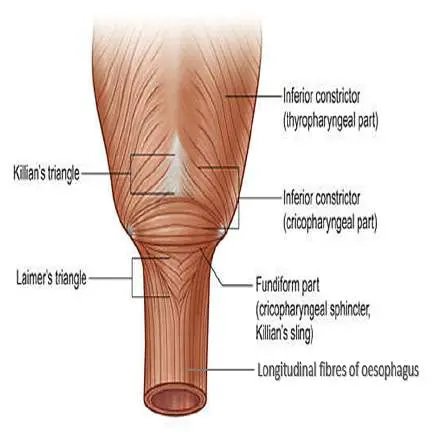 Inferior constrictor
(thyropharyngeal part)
Killian's triangle
Inferior constrictor
(cricopharyngeal part)
Laimer's triangle
Fundiform part
(cricopharyngeal sphincter,
Killian's sling)
Longitudinal fibres of oesophagus